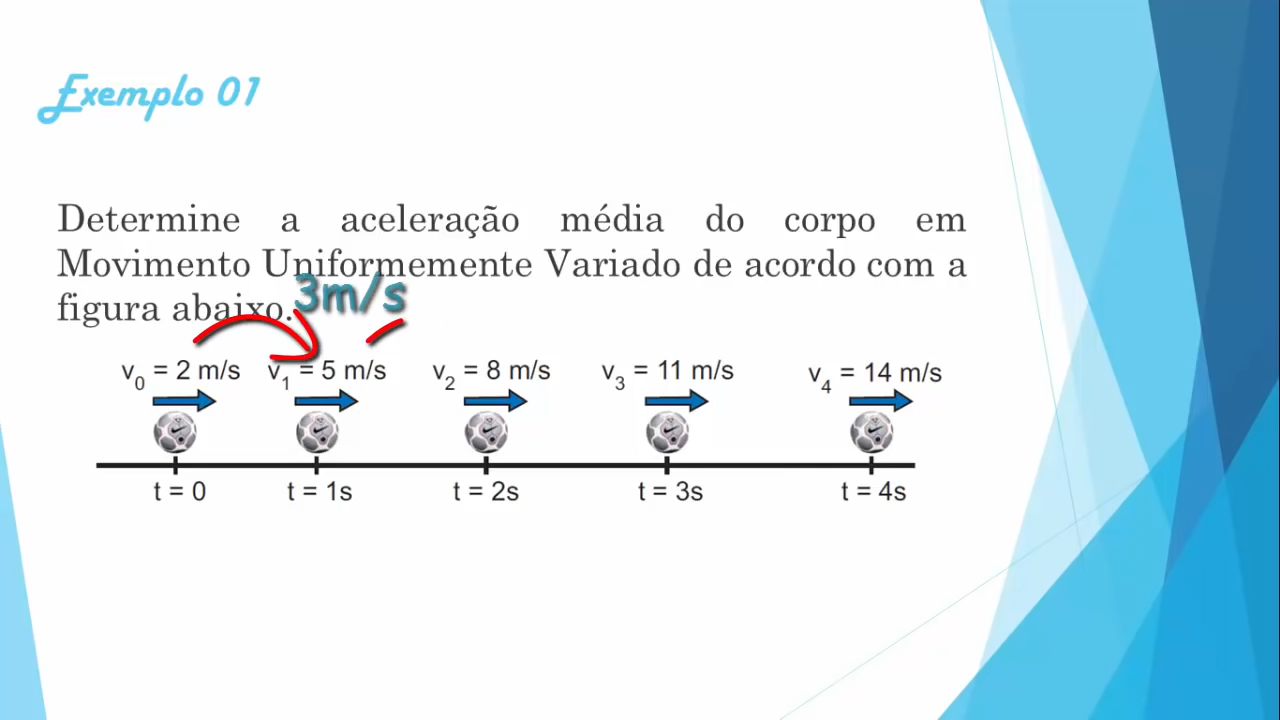 Exemplo 01
Determine a aceleração média do corpo em
Movimento Uniformemente Variado de acordo com a
figura abaixo.
3m/s
v0 = 2 m/s v1 = 5 m/s v2 = 8 m/s v3 = 11 m/s v4 = 14 m/s
t = 0 t = 1s t = 2s t = 3s t = 4s